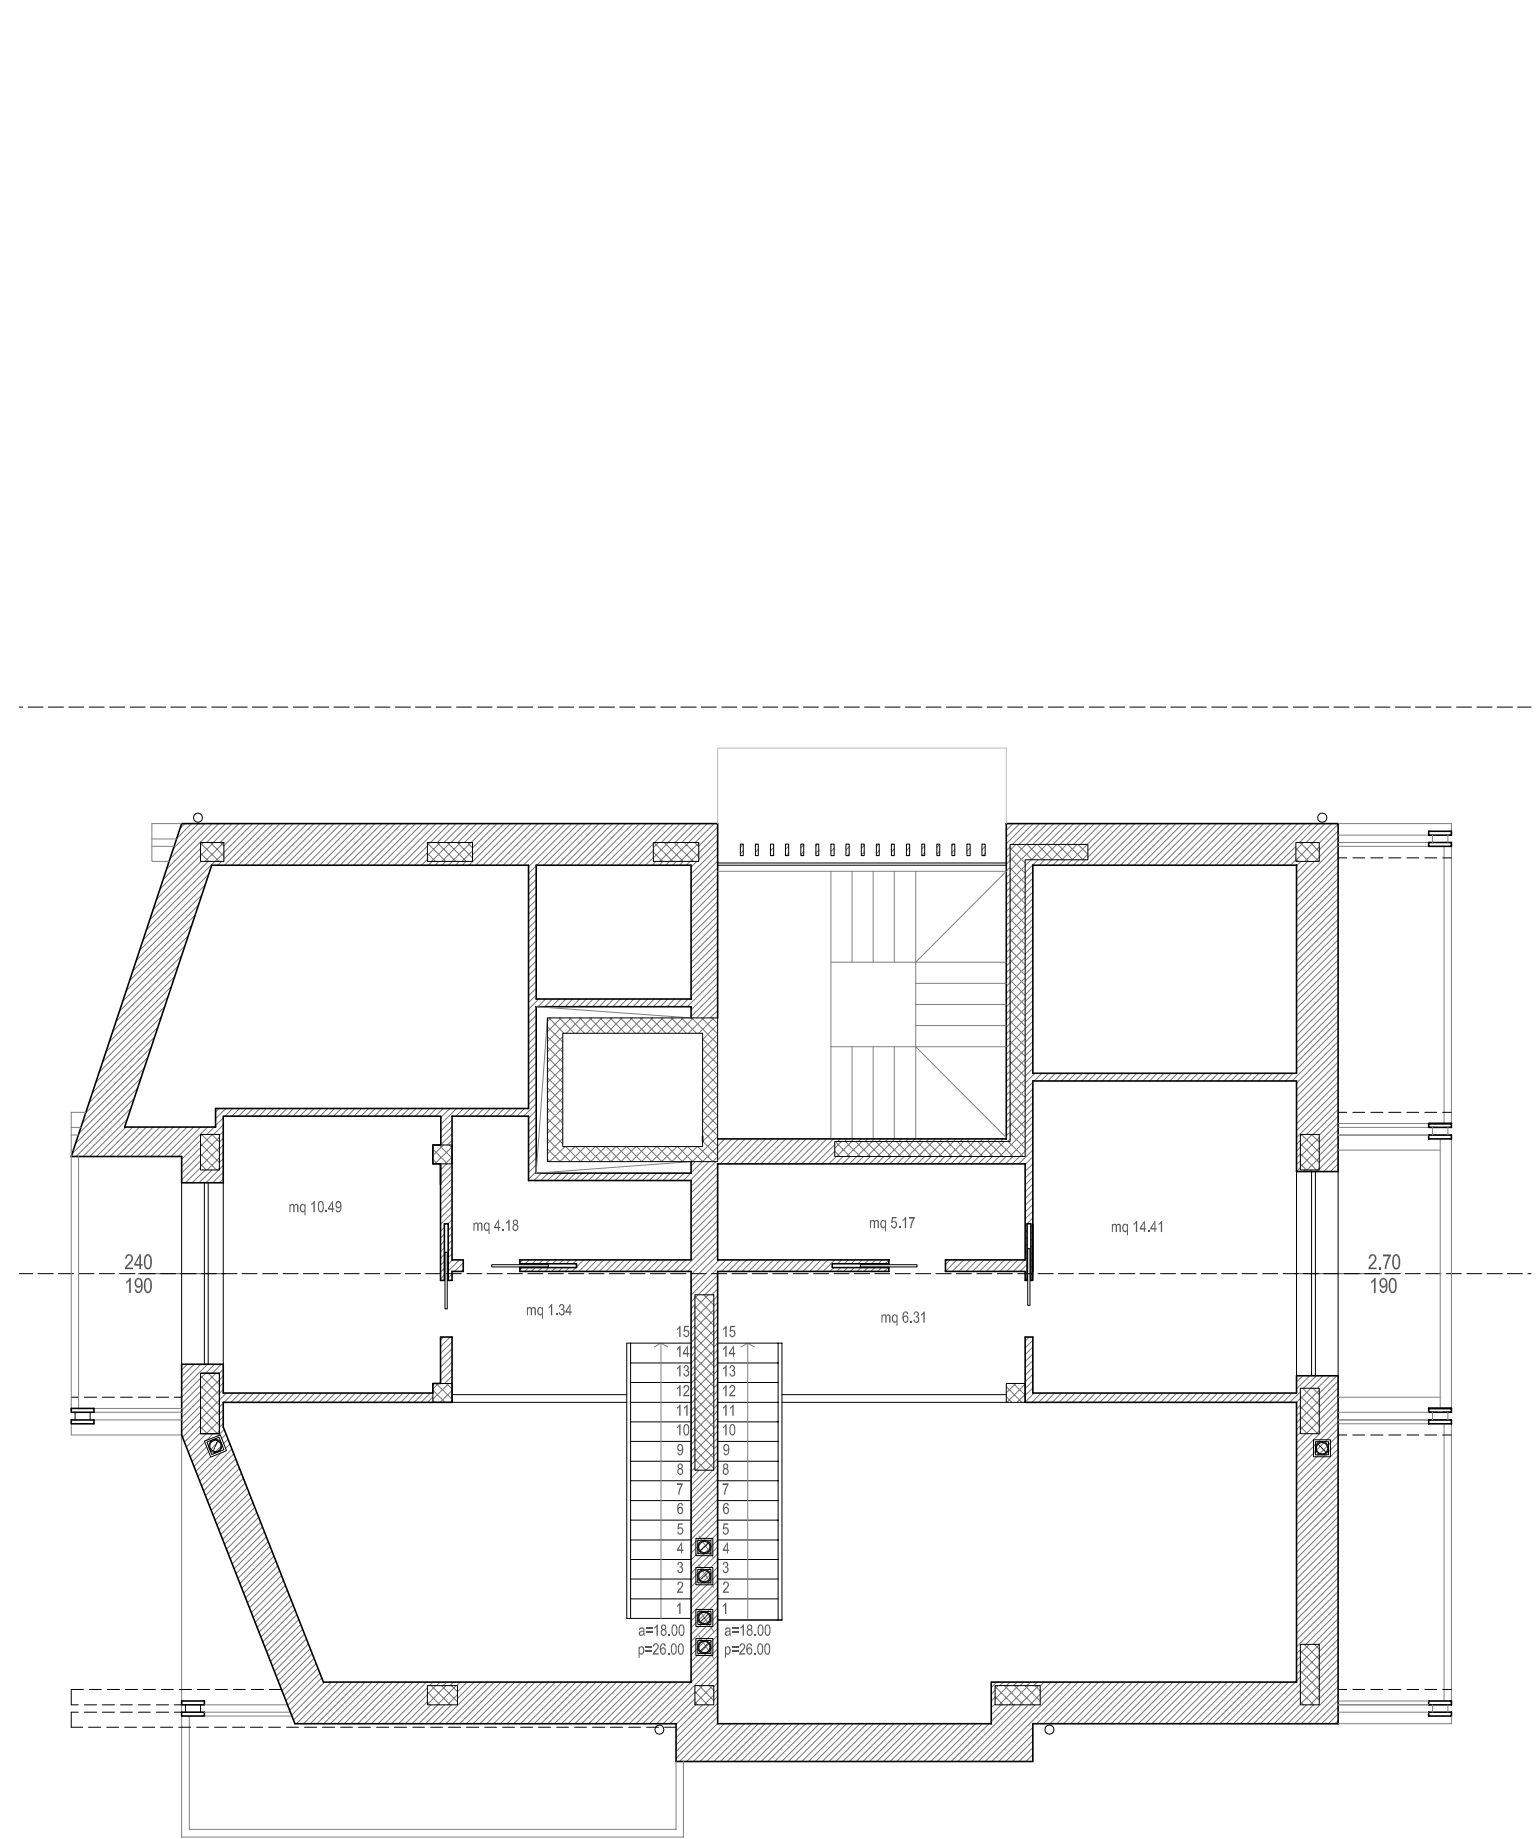 mq 10.49
mq 4.18
mq 5.17
mq 14.41
240
190
2.70
190
mq 1.34
mq 6.31
15 15
14 14
13 13
12 12
11 11
10 10
9 9
8 8
7 7
6 6
5 5
4 4
3 3
2 2
1 1
a=18.00 a=18.00
p=26.00 p=26.00